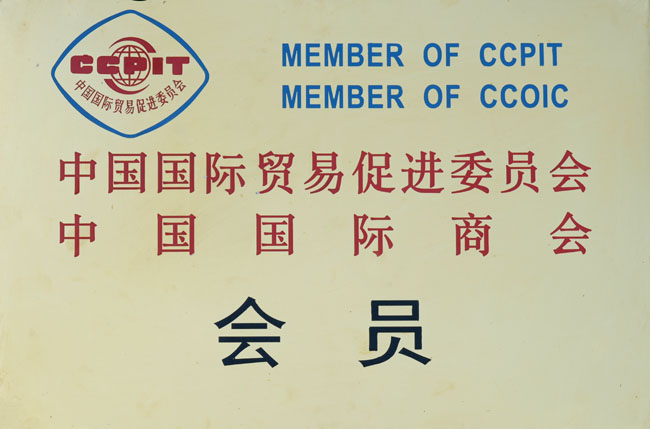 CCPIT
中国国际贸易促进委员会
MEMBER OF CCPIT
MEMBER OF CCOIC
中国国际贸易促进委员会
中国国际商会
会员